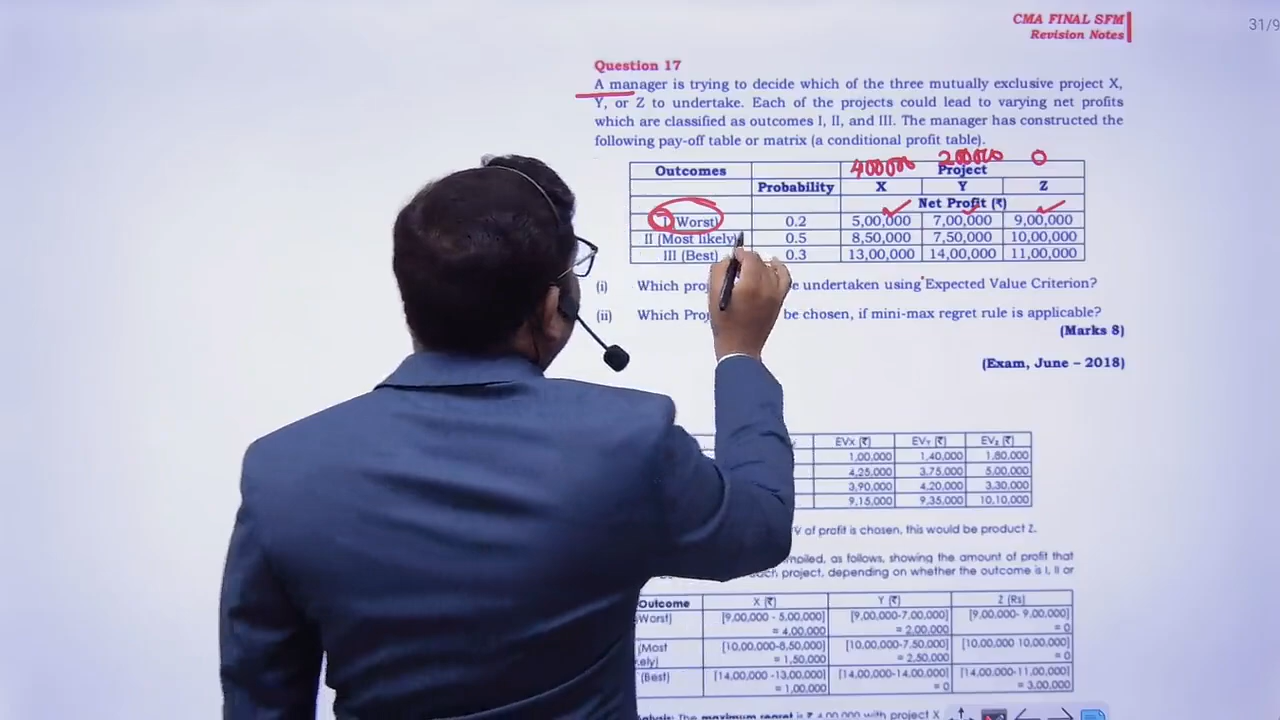 CMA FINAL SFM
Revision Notes
31/9
Question 17
A manager is trying to decide which of the three mutually exclusive project X,
Y, or Z to undertake. Each of the projects could lead to varying net profits
which are classified as outcomes I, II, and III. The manager has constructed the
following pay-off table or matrix (a conditional profit table).
400000 200000 0
Outcomes Project
Probability X Y Z
Net Profit (₹)
I (Worst) 0.2 5,00,000 7,00,000 9,00,000
II (Most likely) 0.5 8,50,000 7,50,000 10,00,000
III (Best) 0.3 13,00,000 14,00,000 11,00,000
(i) Which be undertaken using Expected Value Criterion?
(ii) Which be chosen, if mini-max regret rule is applicable?
(Marks 8)
(Exam, June – 2018)
EVX (₹) EVY (₹) EVZ (₹)
1,00,000 1,40,000 1,80,000
4,25,000 3,75,000 5,00,000
3,90,000 4,20,000 3,30,000
9,15,000 9,35,000 10,10,000
of profit is chosen, this would be product Z.
as follows, showing the amount of profit that
project, depending on whether the outcome is I, II or
Outcome X (₹) Y (₹) Z (Rs)
(Worst) [9,00,000 - 5,00,000] [9,00,000-7,00,000] [9,00,000- 9,00,000]
= 4,00,000 = 2,00,000 = 0
(Most [10,00,000-8,50,000] [10,00,000-7,50,000] [10,00,000 10,00,000]
= 1,50,000 = 2,50,000 = 0
(Best) [14,00,000 -13,00,000] [14,00,000-14,00,000] [14,00,000-11,00,000]
= 1,00,000 = 0 = 3,00,000
The maximum regret is ₹ 4,00,000 with project X